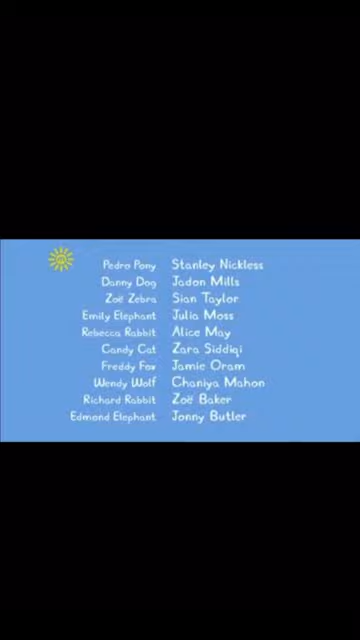 Pedro Pony Stanley Nickless
Danny Dog Jadon Mills
Zoë Zebra Sian Taylor
Emily Elephant Julia Moss
Rebecca Rabbit Alice May
Candy Cat Zara Siddiqi
Freddy Fox Jamie Oram
Wendy Wolf Chaniya Mahon
Richard Rabbit Zoë Baker
Edmond Elephant Jonny Butler